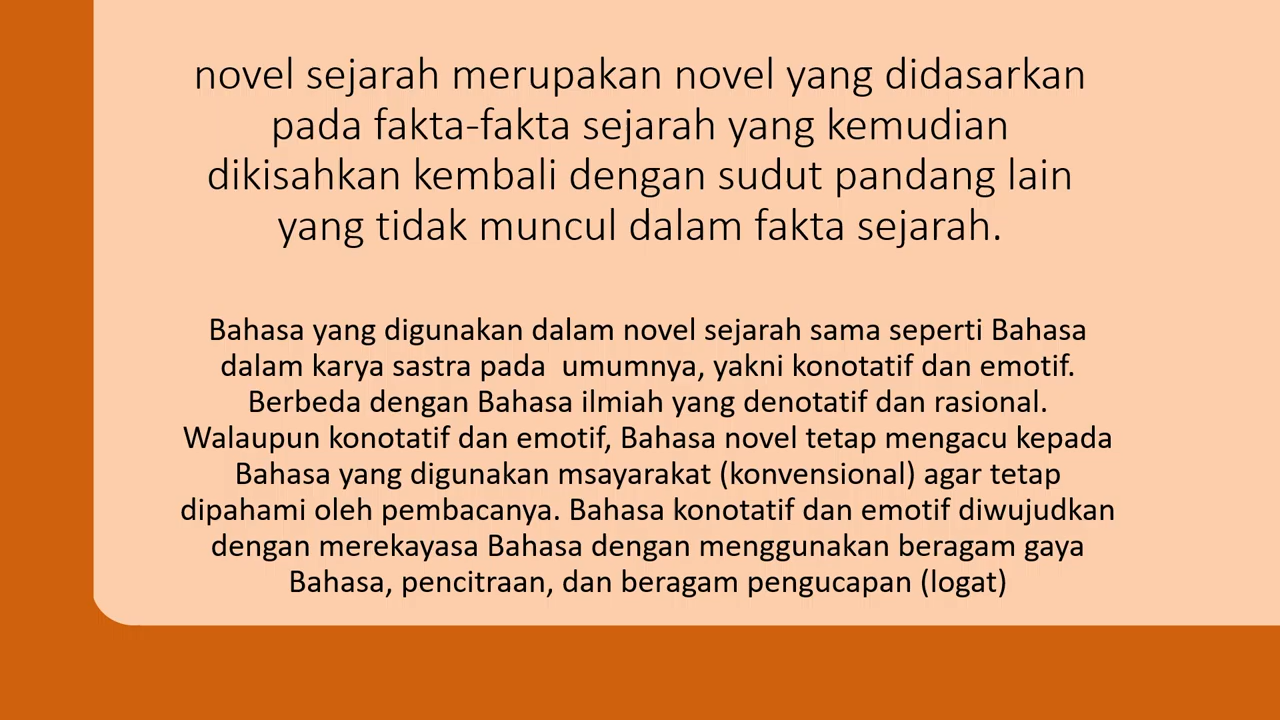 novel sejarah merupakan novel yang didasarkan
pada fakta-fakta sejarah yang kemudian
dikisahkan kembali dengan sudut pandang lain
yang tidak muncul dalam fakta sejarah.
Bahasa yang digunakan dalam novel sejarah sama seperti Bahasa
dalam karya sastra pada  umumnya, yakni konotatif dan emotif.
Berbeda dengan Bahasa ilmiah yang denotatif dan rasional.
Walaupun konotatif dan emotif, Bahasa novel tetap mengacu kepada
Bahasa yang digunakan msayarakat (konvensional) agar tetap
dipahami oleh pembacanya. Bahasa konotatif dan emotif diwujudkan
dengan merekayasa Bahasa dengan menggunakan beragam gaya
Bahasa, pencitraan, dan beragam pengucapan (logat)